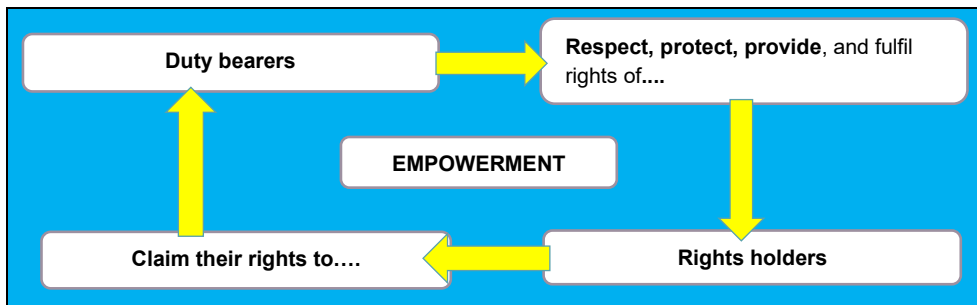 Duty bearers
Respect, protect, provide, and fulfil
rights of....
EMPOWERMENT
Claim their rights to….
Rights holders